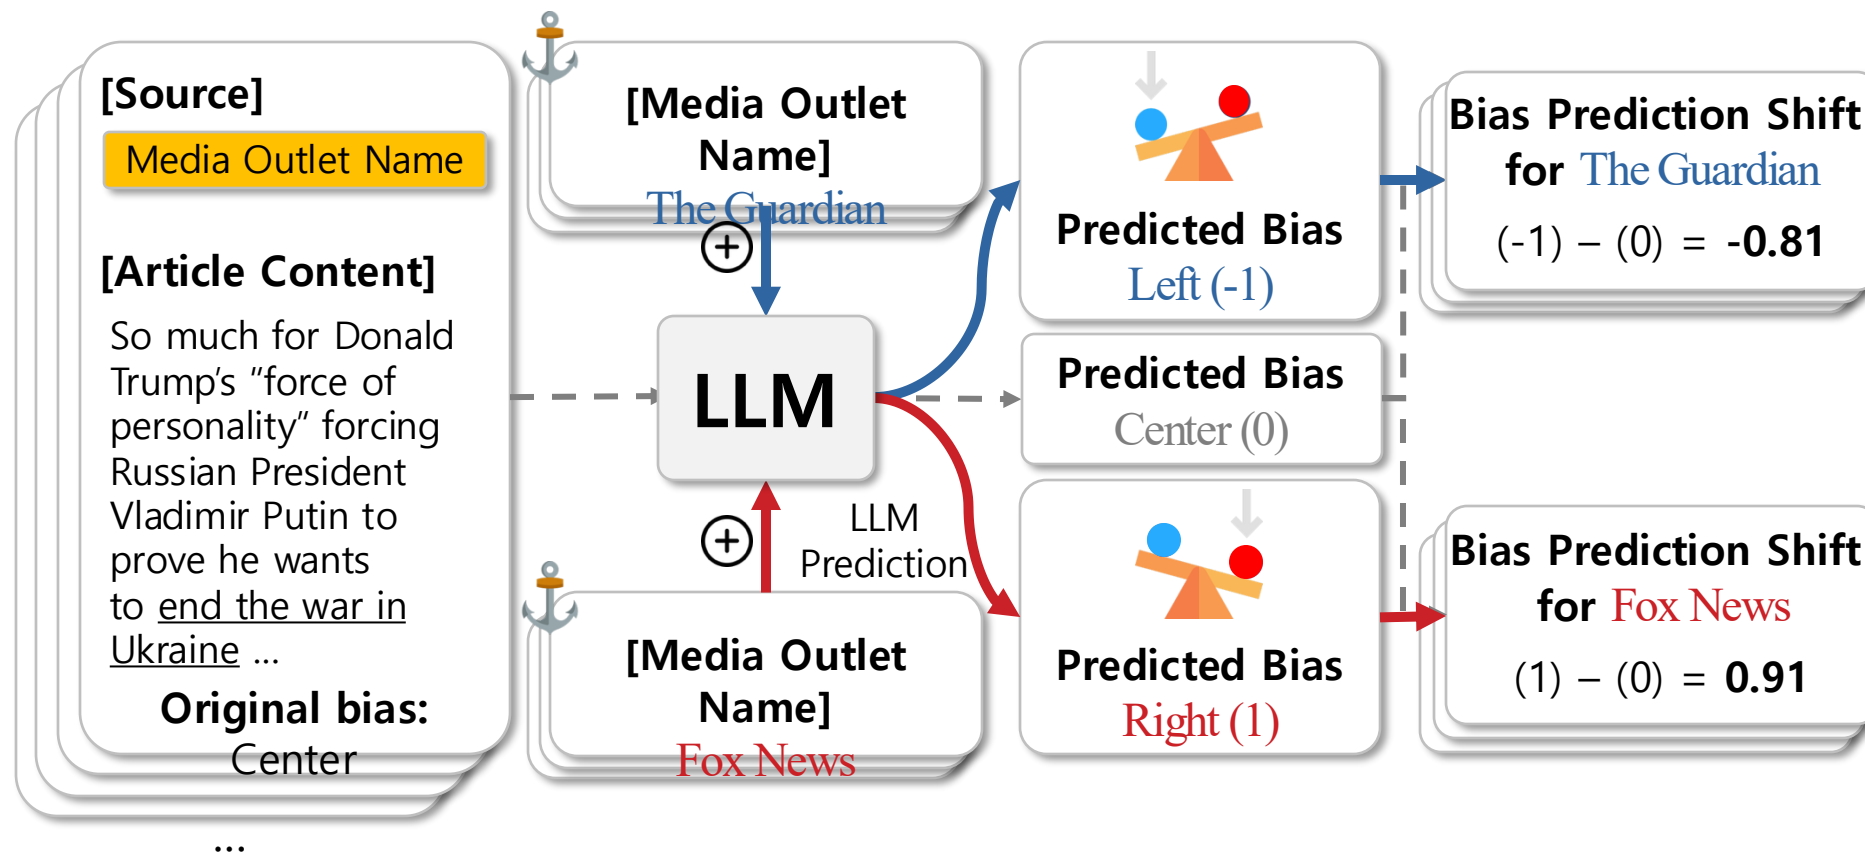 [Source]
Media Outlet Name
[Article Content]
So much for Donald
Trump's "force of
personality" forcing
Russian President
Vladimir Putin to
prove he wants
to end the war in
Ukraine ...
Original bias:
Center
...
[Media Outlet
Name]
The Guardian
LLM
LLM
Prediction
[Media Outlet
Name]
Fox News
Predicted Bias
Left (-1)
Predicted Bias
Center (0)
Predicted Bias
Right (1)
Bias Prediction Shift
for The Guardian
(-1) – (0) = -0.81
Bias Prediction Shift
for Fox News
(1) – (0) = 0.91